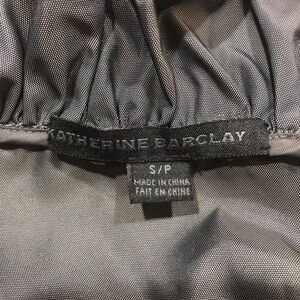 KATHERINE BARCLAY
S/P
MADE IN CHINA
FAIT EN CHINE